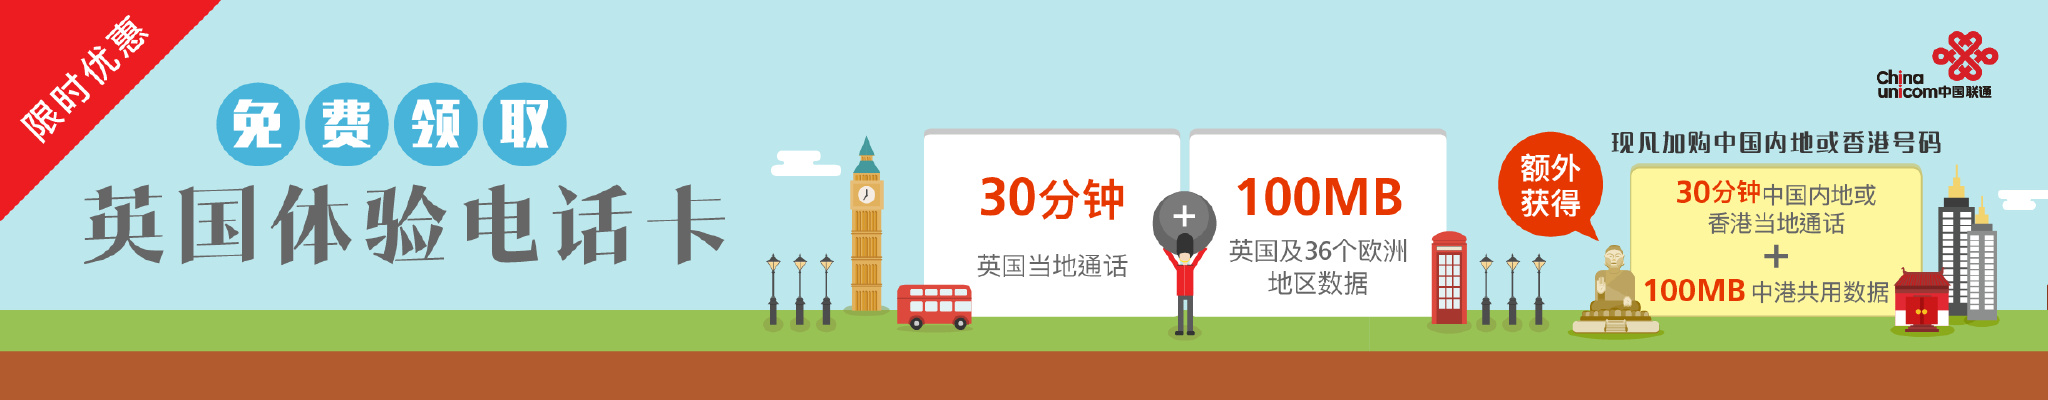 限时优惠
免费领取
英国体验电话卡
30分钟
英国当地通话
+
100MB
英国及36个欧洲
地区数据
额外
获得
China
unicom中国联通
现凡加购中国内地或香港号码
30分钟中国内地或
香港当地通话
+
100MB 中港共用数据